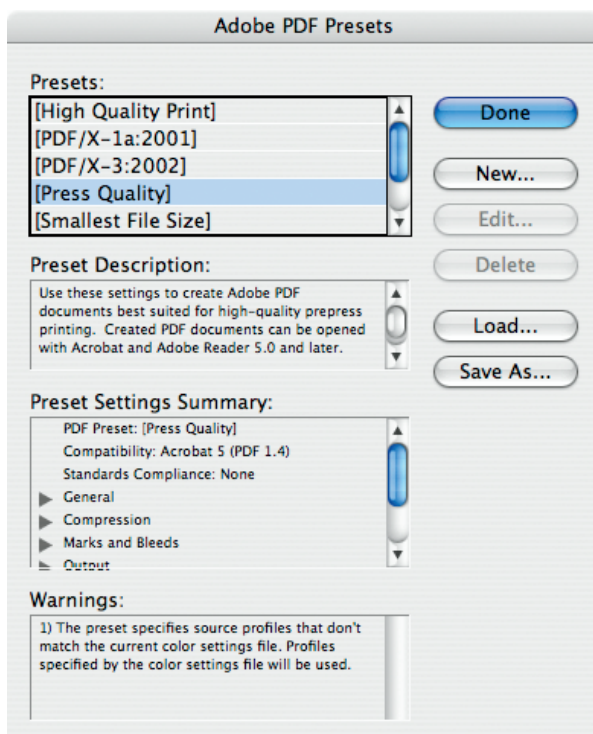 Adobe PDF Presets
Presets:
[High Quality Print]
[PDF/X-1a:2001]
[PDF/X-3:2002]
[Press Quality]
[Smallest File Size]
Done
New...
Edit...
Delete
Load...
Save As...
Preset Description:
Use these settings to create Adobe PDF
documents best suited for high-quality prepress
printing.  Created PDF documents can be opened
with Acrobat and Adobe Reader 5.0 and later.
Preset Settings Summary:
PDF Preset: [Press Quality]
Compatibility: Acrobat 5 (PDF 1.4)
Standards Compliance: None
General
Compression
Marks and Bleeds
Output
Warnings:
1) The preset specifies source profiles that don't
match the current color settings file. Profiles
specified by the color settings file will be used.